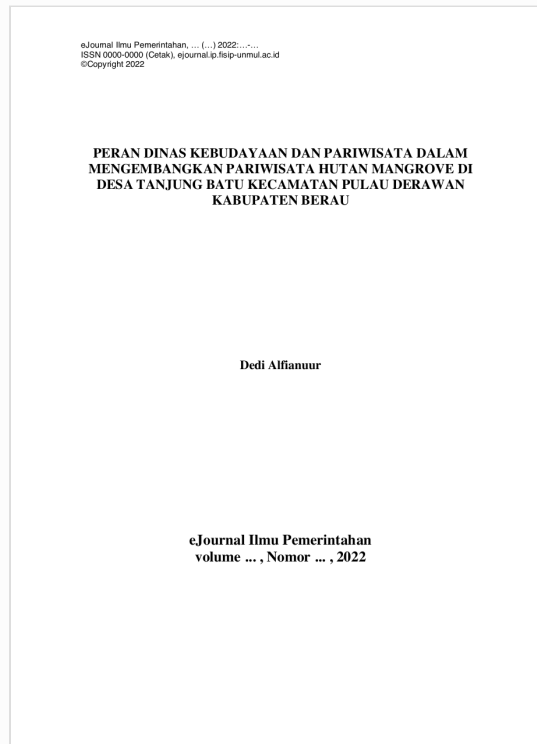 eJournal Ilmu Pemerintahan, ... (...) 2022:...-...
ISSN 0000-0000 (Cetak), ejournal.ip.fisip-unmul.ac.id
©Copyright 2022
PERAN DINAS KEBUDAYAAN DAN PARIWISATA DALAM
MENGEMBANGKAN PARIWISATA HUTAN MANGROVE DI
DESA TANJUNG BATU KECAMATAN PULAU DERAWAN
KABUPATEN BERAU
Dedi Alfianuur
eJournal Ilmu Pemerintahan
volume ... , Nomor ... , 2022